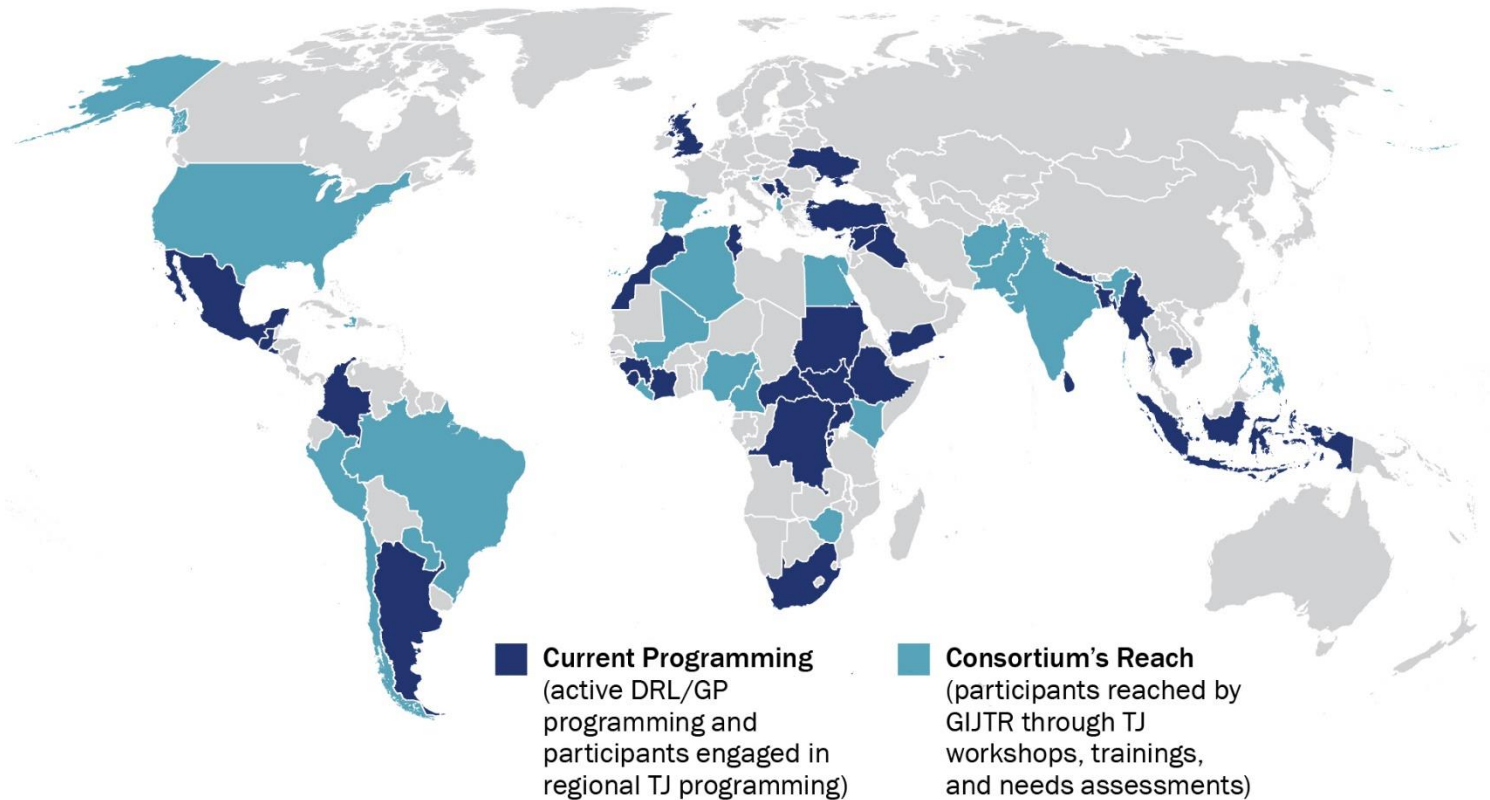 Current Programming
(active DRL/GP
programming and
participants engaged in
regional TJ programming)
Consortium's Reach
(participants reached by
GIJTR through TJ
workshops, trainings,
and needs assessments)